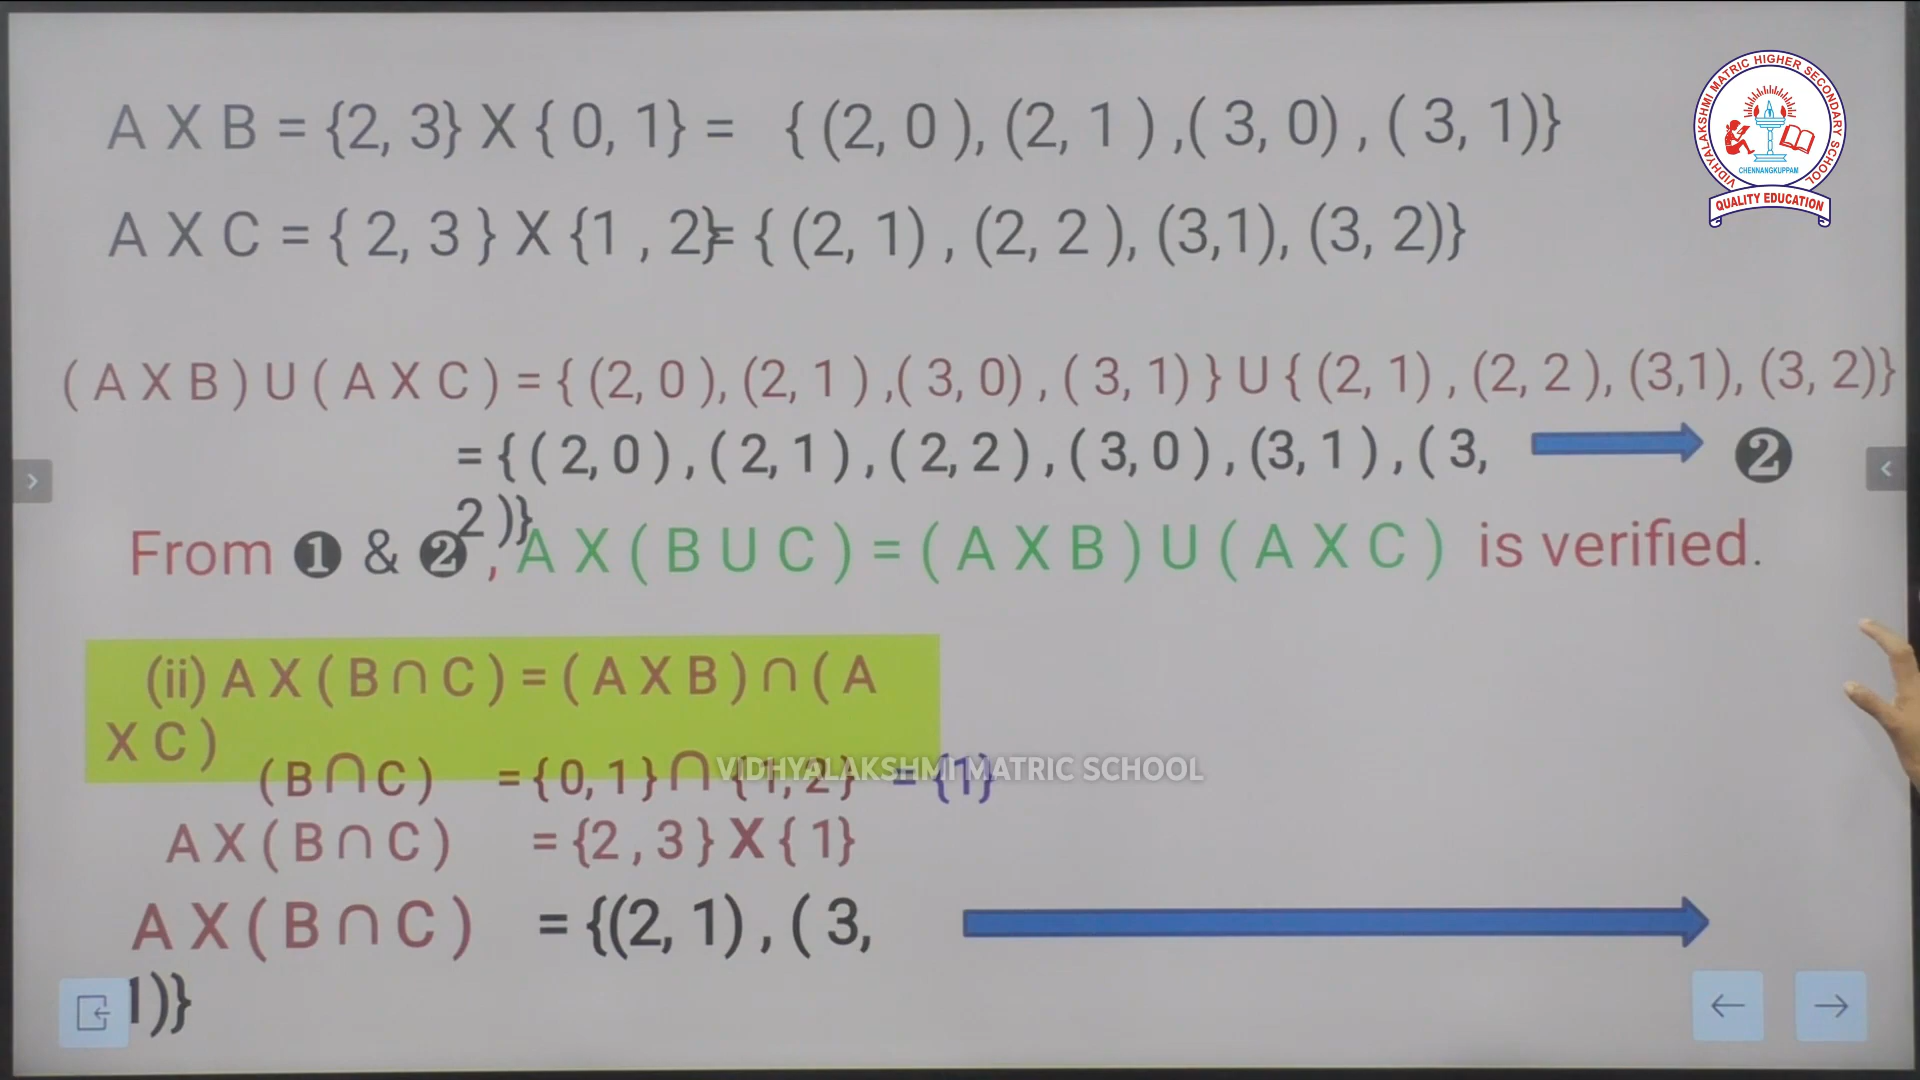 A X B = {2, 3} X { 0, 1} = { (2, 0 ), (2, 1 ) ,( 3, 0) , ( 3, 1)}
A X C = { 2, 3 } X {1 , 2}= { (2, 1) , (2, 2 ), (3,1), (3, 2)}
( A X B ) U ( A X C ) = { (2, 0 ), (2, 1 ) ,( 3, 0) , ( 3, 1) } U { (2, 1) , (2, 2 ), (3,1), (3, 2)}
= { ( 2, 0 ) , ( 2, 1 ) , ( 2, 2 ) , ( 3, 0 ) , (3, 1 ) , ( 3, ❷
2 )}
From ❶ & ❷ , A X ( B U C ) = ( A X B ) U ( A X C ) is verified.
(ii) A X ( B ∩ C ) = ( A X B ) ∩ ( A
X C )
( B ∩ C ) = { 0, 1 } ∩ {1, 2} = {1}
A X ( B ∩ C ) = {2 , 3 } X { 1}
A X ( B ∩ C ) = {(2, 1) , ( 3,
1)}
VIDHYALAKSHMI MATRIC SCHOOL
VIDHYALAKSHMI MATRIC HIGHER SECONDARY SCHOOL
CHENNANGKUPPAM
QUALITY EDUCATION